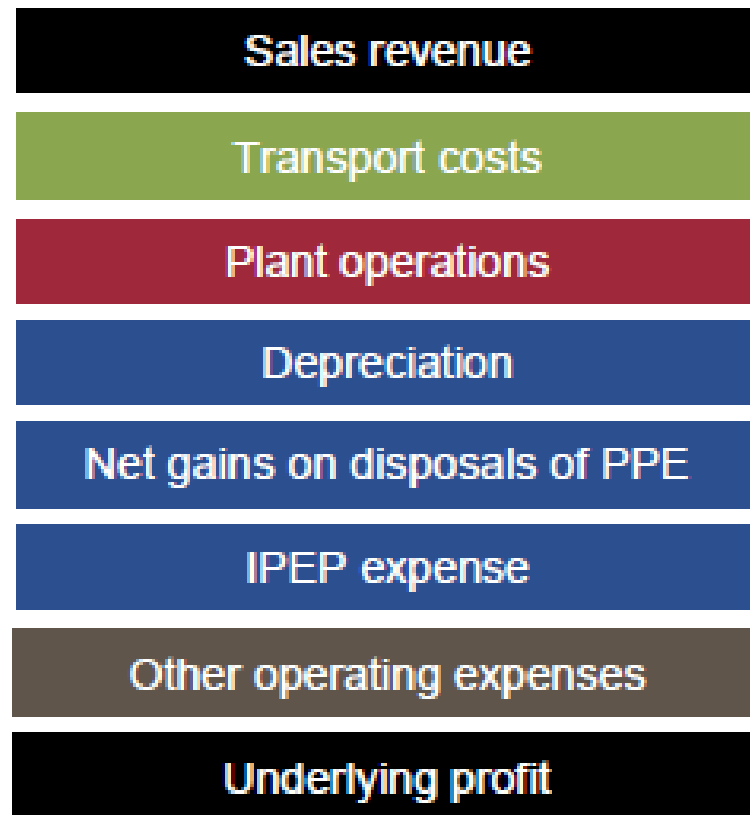 Sales revenue
Transport costs
Plant operations
Depreciation
Net gains on disposals of PPE
IPEP expense
Other operating expenses
Underlying profit